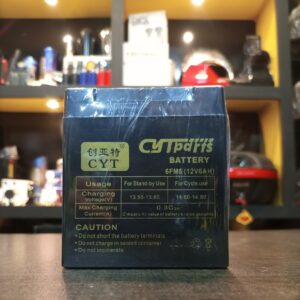 创亚特
CYT
CYTparts
BATTERY
6FM5(12V5AH)
Usage
For Stand-by Use
For Cycle use
Charging
Voltage(V)
13.50-13.80
14.50-14.90
Max Charging
Current(A)
CAUTION
• Do not short the battery terminals
• Do not charge in sealed container
• Do not incinerate